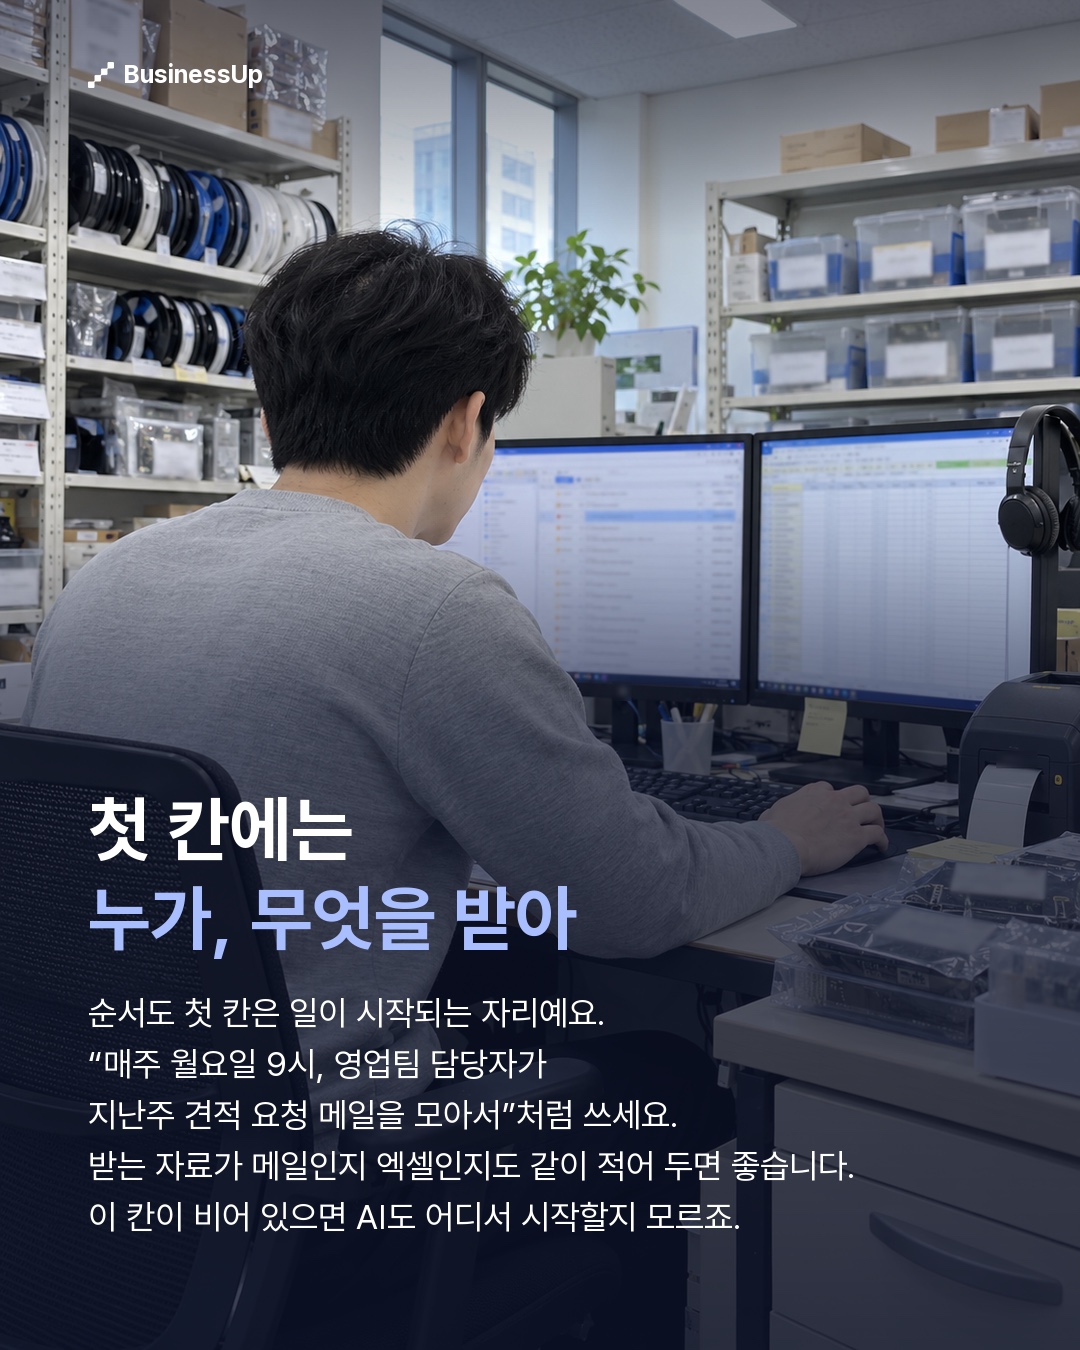 BusinessUp
첫 칸에는
누가, 무엇을 받아
순서도 첫 칸은 일이 시작되는 자리예요.
“매주 월요일 9시, 영업팀 담당자가
지난주 견적 요청 메일을 모아서”처럼 쓰세요.
받는 자료가 메일인지 엑셀인지도 같이 적어 두면 좋습니다.
이 칸이 비어 있으면 AI도 어디서 시작할지 모르죠.